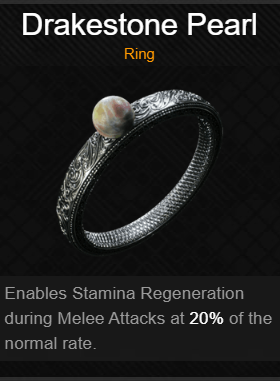 Drakestone Pearl
Ring
Enables Stamina Regeneration
during Melee Attacks at 20% of the
normal rate.